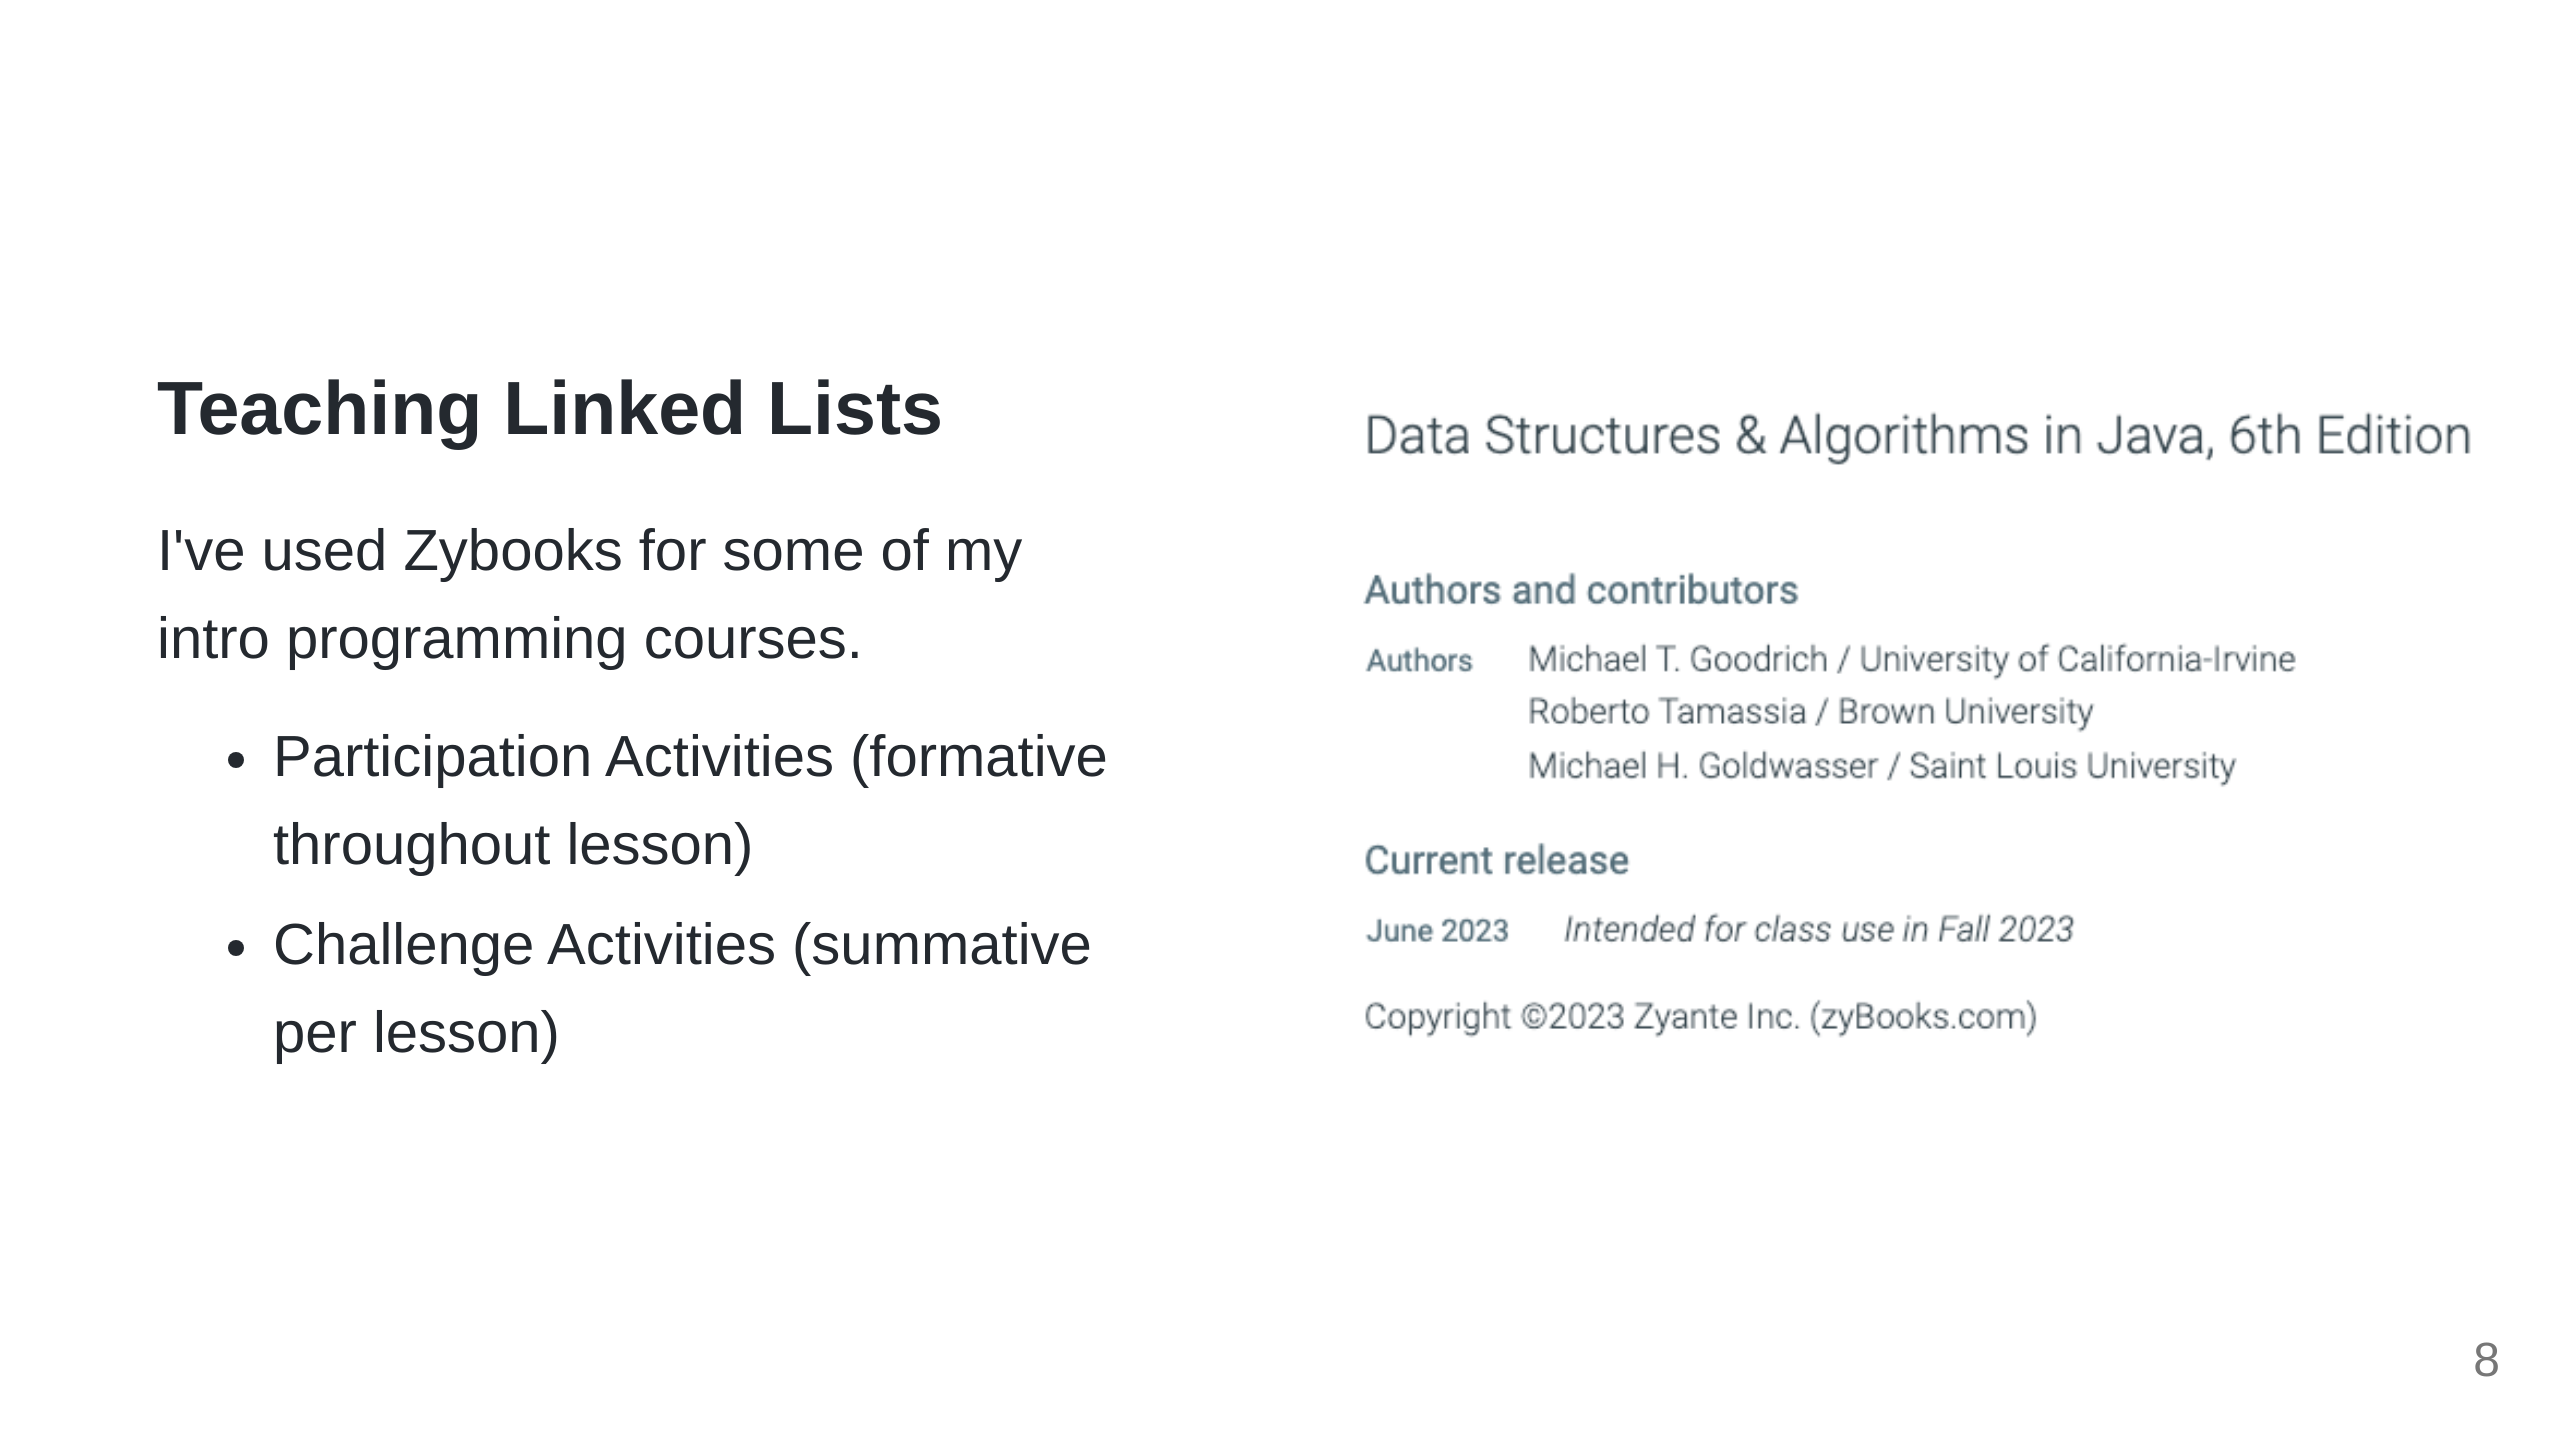 Teaching Linked Lists
I've used Zybooks for some of my
intro programming courses.
• Participation Activities (formative
throughout lesson)
• Challenge Activities (summative
per lesson)
Data Structures & Algorithms in Java, 6th Edition
Authors and contributors
Authors Michael T. Goodrich / University of California-Irvine
Roberto Tamassia / Brown University
Michael H. Goldwasser / Saint Louis University
Current release
June 2023 Intended for class use in Fall 2023
Copyright ©2023 Zyante Inc. (zyBooks.com)
8